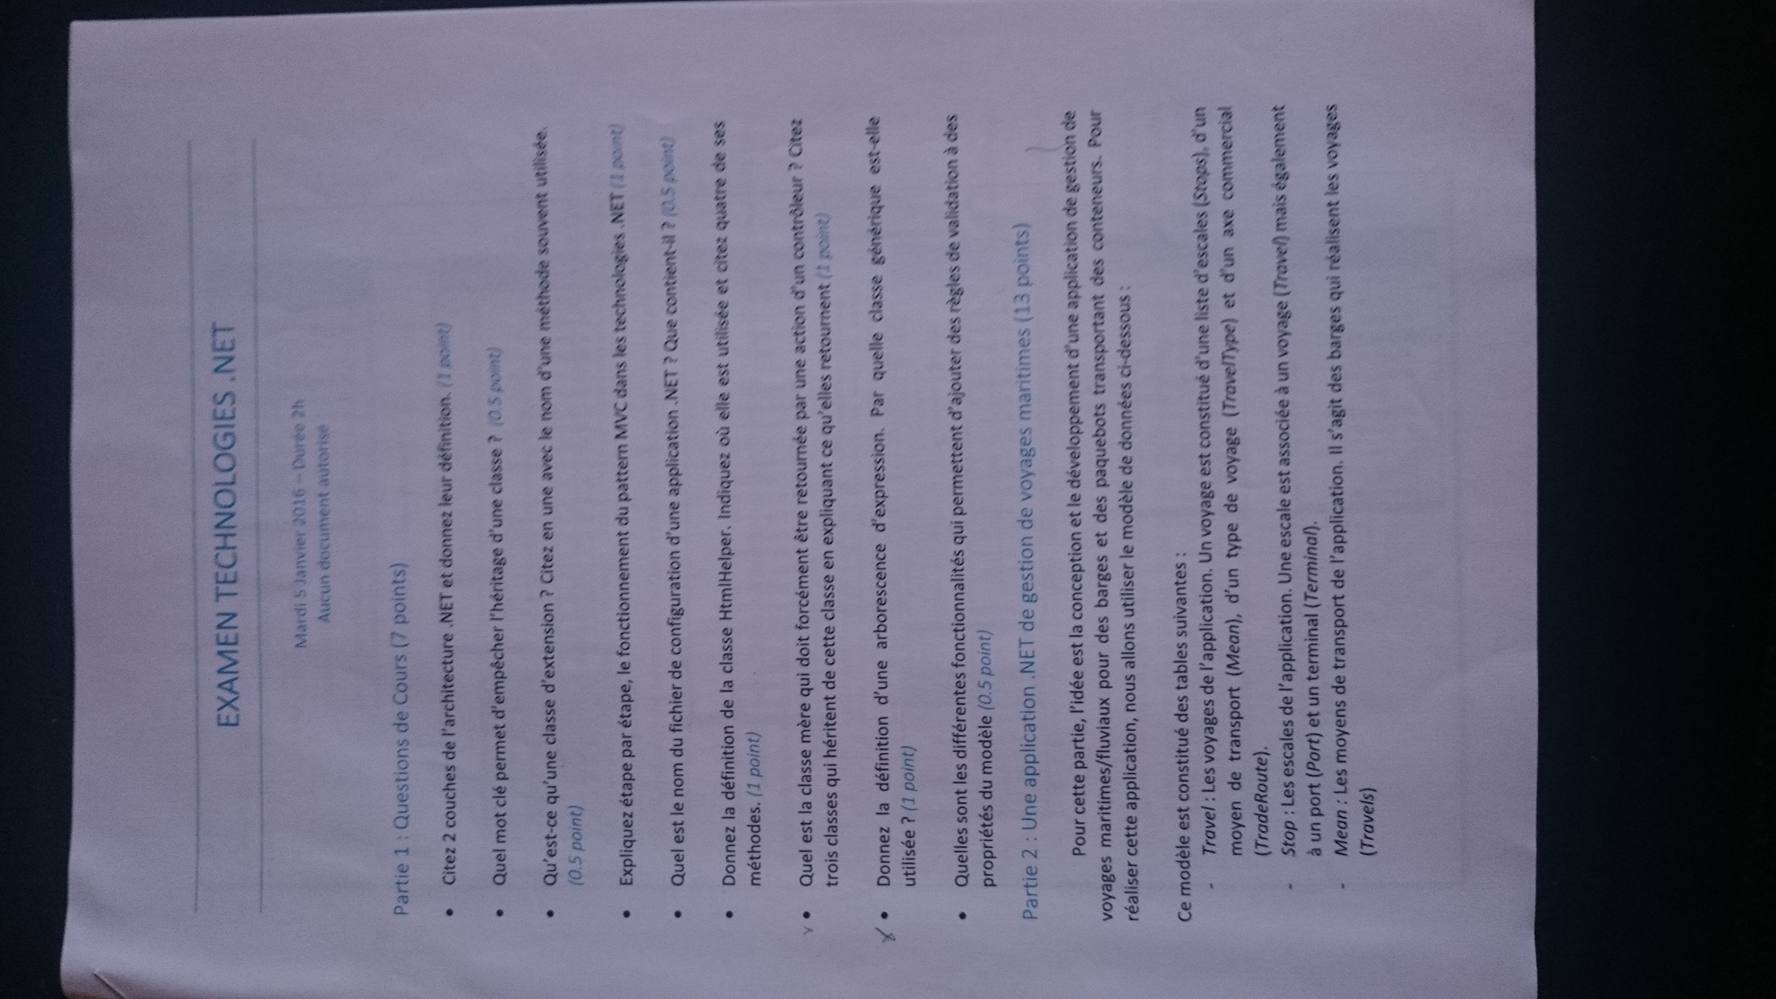 EXAMEN TECHNOLOGIES .NET
Mardi 5 Janvier 2016 – Durée 2h
Aucun document autorisé
Partie 1 : Questions de Cours (7 points)
• Citez 2 couches de l'architecture .NET et donnez leur définition. (1 point)
• Quel mot clé permet d'empêcher l'héritage d'une classe ? (0.5 point)
• Qu'est-ce qu'une classe d'extension ? Citez en une avec le nom d'une méthode souvent utilisée.
(0.5 point)
• Expliquez étape par étape, le fonctionnement du pattern MVC dans les technologies .NET (1 point)
• Quel est le nom du fichier de configuration d'une application .NET ? Que contient-il ? (0.5 point)
• Donnez la définition de la classe HtmlHelper. Indiquez où elle est utilisée et citez quatre de ses
méthodes. (1 point)
• Quel est la classe mère qui doit forcément être retournée par une action d'un contrôleur ? Citez
trois classes qui héritent de cette classe en expliquant ce qu'elles retournent (1 point)
• Donnez la définition d'une arborescence d'expression. Par quelle classe générique est-elle
utilisée ? (1 point)
• Quelles sont les différentes fonctionnalités qui permettent d'ajouter des règles de validation à des
propriétés du modèle (0.5 point)
Partie 2 : Une application .NET de gestion de voyages maritimes (13 points)
Pour cette partie, l'idée est la conception et le développement d'une application de gestion de
voyages maritimes/fluviaux pour des barges et des paquebots transportant des conteneurs. Pour
réaliser cette application, nous allons utiliser le modèle de données ci-dessous :
Ce modèle est constitué des tables suivantes :
- Travel : Les voyages de l'application. Un voyage est constitué d'une liste d'escales (Stops), d'un
moyen de transport (Mean), d'un type de voyage (TravelType) et d'un axe commercial
(TradeRoute).
- Stop : Les escales de l'application. Une escale est associée à un voyage (Travel) mais également
à un port (Port) et un terminal (Terminal).
- Mean : Les moyens de transport de l'application. Il s'agit des barges qui réalisent les voyages
(Travels)